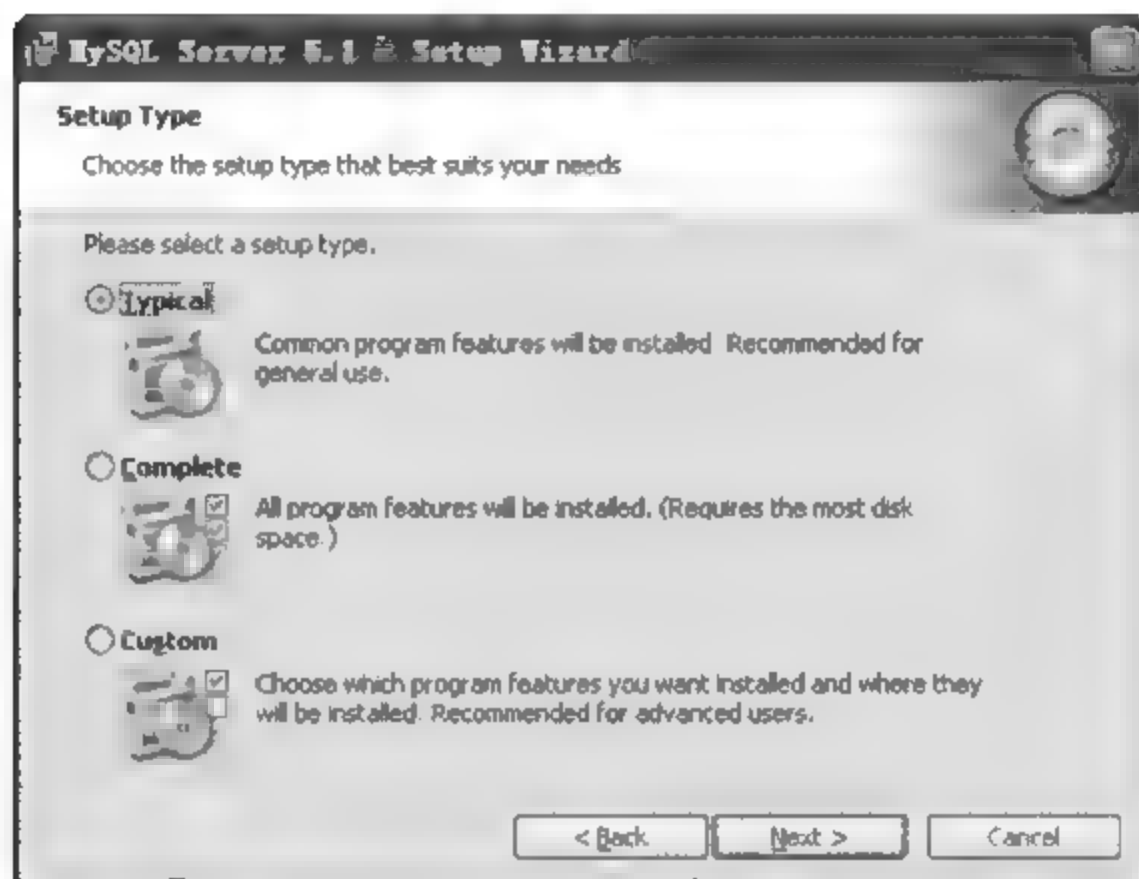 MySQL Server 5.1 - Setup Wizard
Setup Type
Choose the setup type that best suits your needs
Please select a setup type.
Typical
Common program features will be installed. Recommended for
general use.
Complete
All program features will be installed. (Requires the most disk
space.)
Custom
Choose which program features you want installed and where they
will be installed. Recommended for advanced users.
< Back
Next >
Cancel